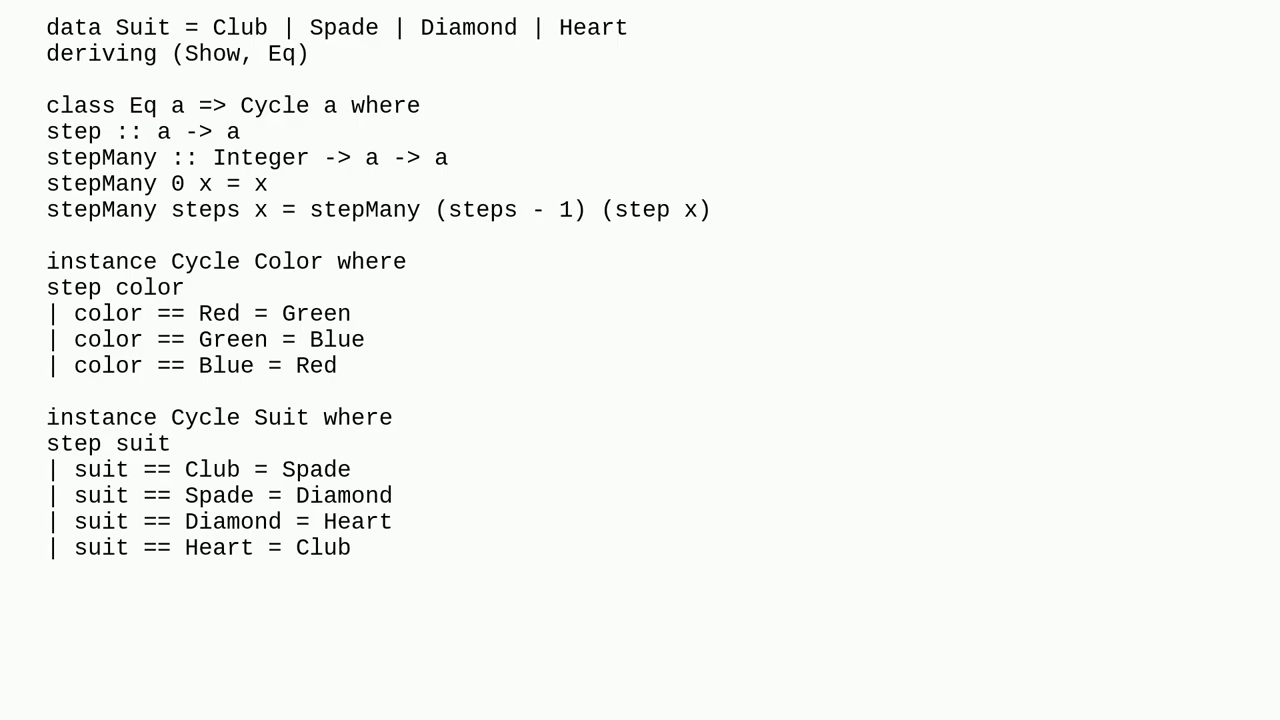 data Suit = Club | Spade | Diamond | Heart
deriving (Show, Eq)

class Eq a => Cycle a where
step :: a -> a
stepMany :: Integer -> a -> a
stepMany 0 x = x
stepMany steps x = stepMany (steps - 1) (step x)

instance Cycle Color where
step color
| color == Red = Green
| color == Green = Blue
| color == Blue = Red

instance Cycle Suit where
step suit
| suit == Club = Spade
| suit == Spade = Diamond
| suit == Diamond = Heart
| suit == Heart = Club